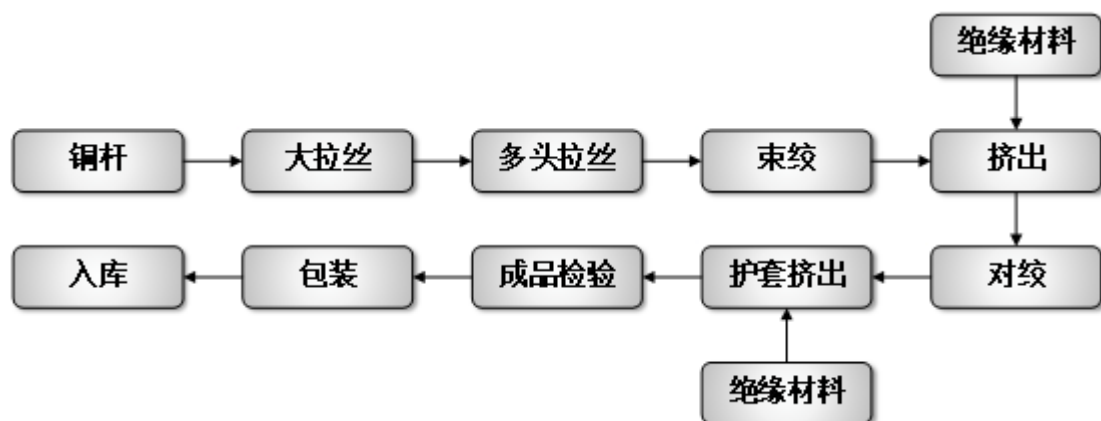 绝缘材料
铜杆
大拉丝
多头拉丝
束绞
挤出
入库
包装
成品检验
护套挤出
对绞
绝缘材料